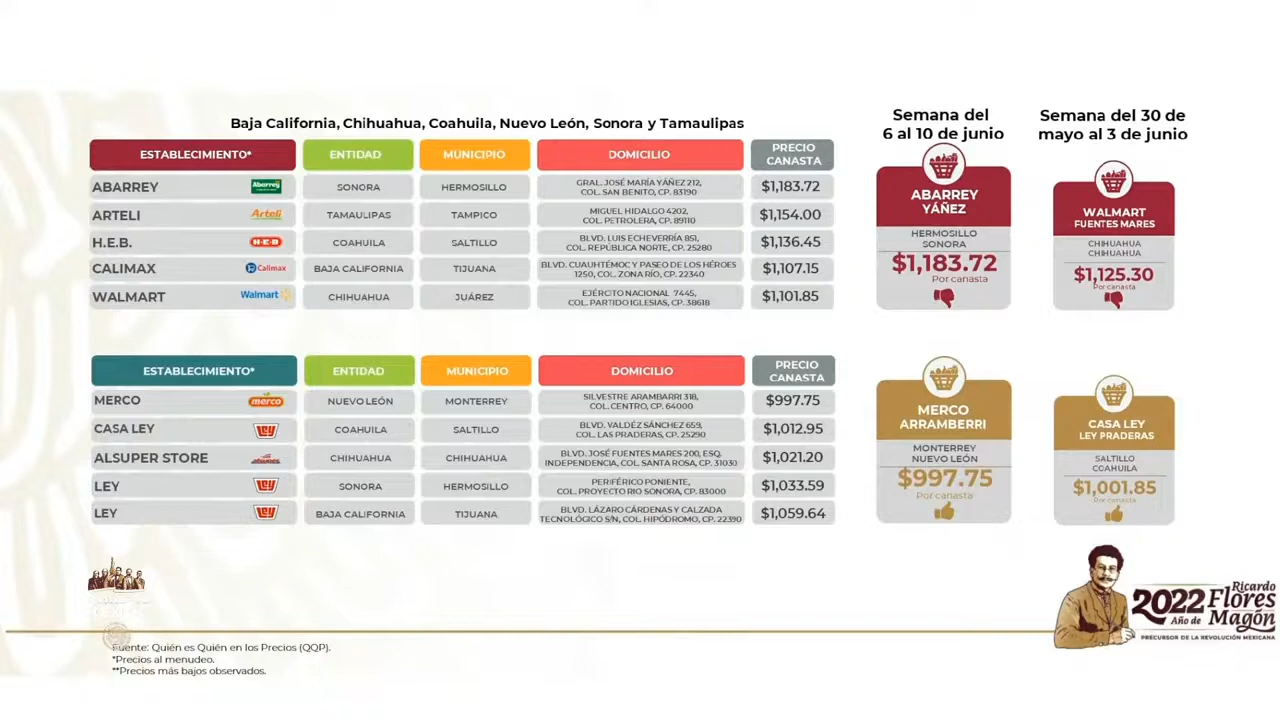 Baja California, Chihuahua, Coahuila, Nuevo León, Sonora y Tamaulipas
ESTABLECIMIENTO* ENTIDAD MUNICIPIO DOMICILIO PRECIO CANASTA
ABARREY Abarrey SONORA HERMOSILLO GRAL. JOSÉ MARÍA YÁÑEZ 212, COL. SAN BENITO, CP. 83190 $1,183.72
ARTELI Arteli TAMAULIPAS TAMPICO MIGUEL HIDALGO 4202, COL. PETROLERA, CP. 89110 $1,154.00
H.E.B. H-E-B COAHUILA SALTILLO BLVD. LUIS ECHEVERRÍA 851, COL. REPÚBLICA NORTE, CP. 25280 $1,136.45
CALIMAX Calimax BAJA CALIFORNIA TIJUANA BLVD. CUAUHTÉMOC Y PASEO DE LOS HÉROES 1250, COL. ZONA RÍO, CP. 22340 $1,107.15
WALMART Walmart CHIHUAHUA JUÁREZ EJÉRCITO NACIONAL 7445, COL. PARTIDO IGLESIAS, CP. 38618 $1,101.85
Semana del
6 al 10 de junio
ABARREY
YÁÑEZ
HERMOSILLO
SONORA
$1,183.72
Por canasta
Semana del 30 de
mayo al 3 de junio
WALMART
FUENTES MARES
CHIHUAHUA
CHIHUAHUA
$1,125.30
Por canasta
ESTABLECIMIENTO* ENTIDAD MUNICIPIO DOMICILIO PRECIO CANASTA
MERCO merco NUEVO LEÓN MONTERREY SILVESTRE ARAMBARRI 318, COL. CENTRO, CP. 64000 $997.75
CASA LEY Ley COAHUILA SALTILLO BLVD. VALDÉZ SÁNCHEZ 659, COL. LAS PRADERAS, CP. 25290 $1,012.95
ALSUPER STORE CHIHUAHUA CHIHUAHUA BLVD. JOSÉ FUENTES MARES 200, ESQ. INDEPENDENCIA, COL. SANTA ROSA, CP. 31030 $1,021.20
LEY Ley SONORA HERMOSILLO PERIFÉRICO PONIENTE, COL. PROYECTO RIO SONORA, CP. 83000 $1,033.59
LEY Ley BAJA CALIFORNIA TIJUANA BLVD. LÁZARO CÁRDENAS Y CALZADA TECNOLÓGICO S/N, COL. HIPÓDROMO, CP. 22390 $1,059.64
MERCO
ARRAMBERRI
MONTERREY
NUEVO LEÓN
$997.75
Por canasta
CASA LEY
LEY PRADERAS
SALTILLO
COAHUILA
$1,001.85
Por canasta
2022 Ricardo
Flores
Año de Magón
PRECURSOR DE LA REVOLUCIÓN MEXICANA
Fuente: Quién es Quién en los Precios (QQP).
*Precios al menudeo.
**Precios más bajos observados.